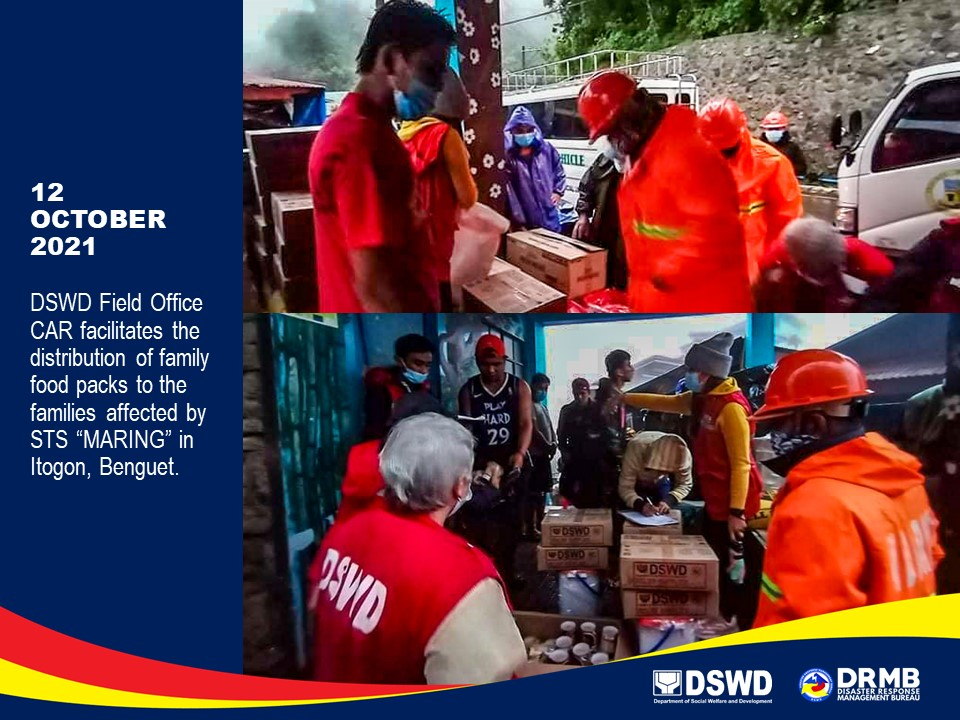 12
OCTOBER
2021
DSWD Field Office
CAR facilitates the
distribution of family
food packs to the
families affected by
STS “MARING” in
Itogon, Benguet.
HICLE
PLAY
HARD
29
DSWD
DSWD
DSWD
DSWD
DSWD
DSWD
Department of Social Welfare and Development
DRMB
DISASTER RESPONSE
MANAGEMENT BUREAU